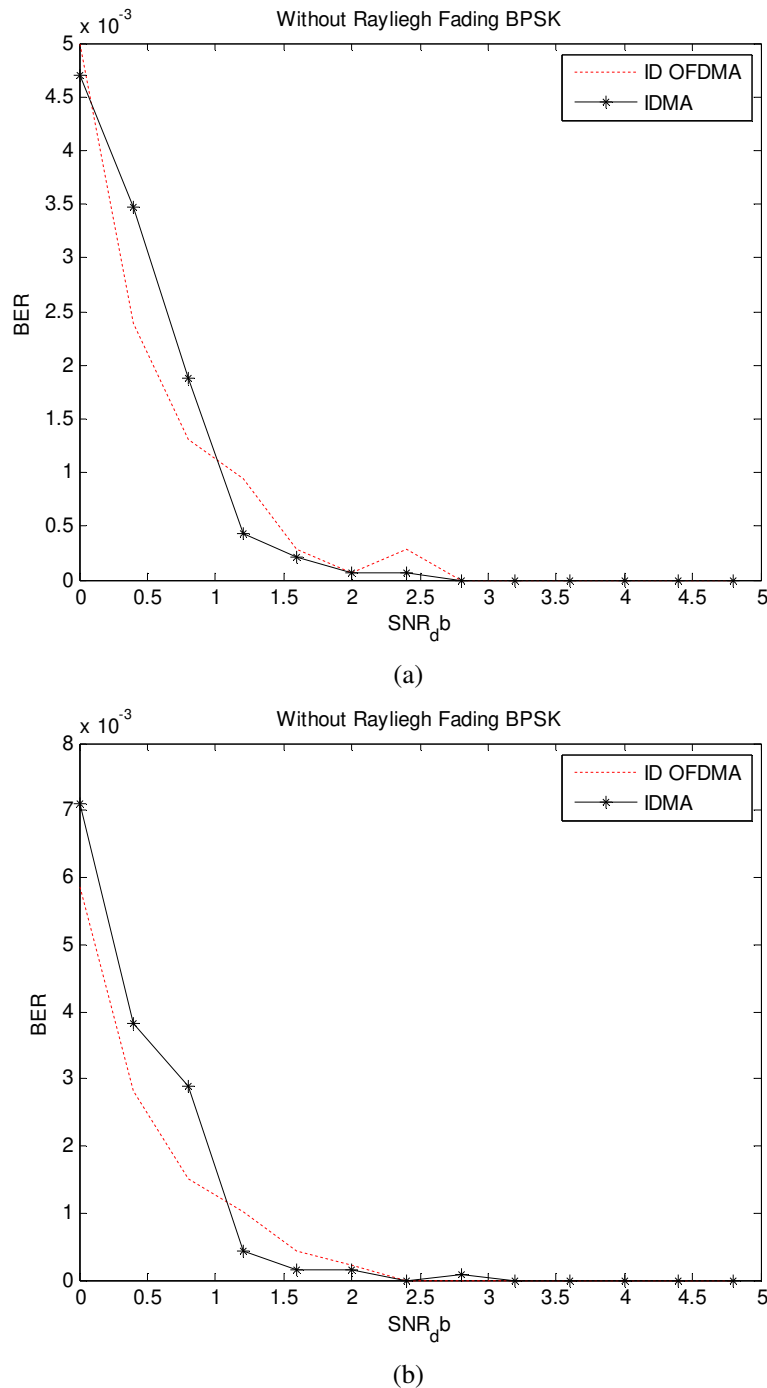 x 10-3
Without Rayliegh Fading BPSK
5
4.5
4
3.5
3
2.5
2
1.5
1
0.5
0
BER
ID OFDMA
IDMA
0 0.5 1 1.5 2 2.5 3 3.5 4 4.5 5
SNRdb
(a)
x 10-3
Without Rayliegh Fading BPSK
8
7
6
5
4
3
2
1
0
BER
ID OFDMA
IDMA
0 0.5 1 1.5 2 2.5 3 3.5 4 4.5 5
SNRdb
(b)